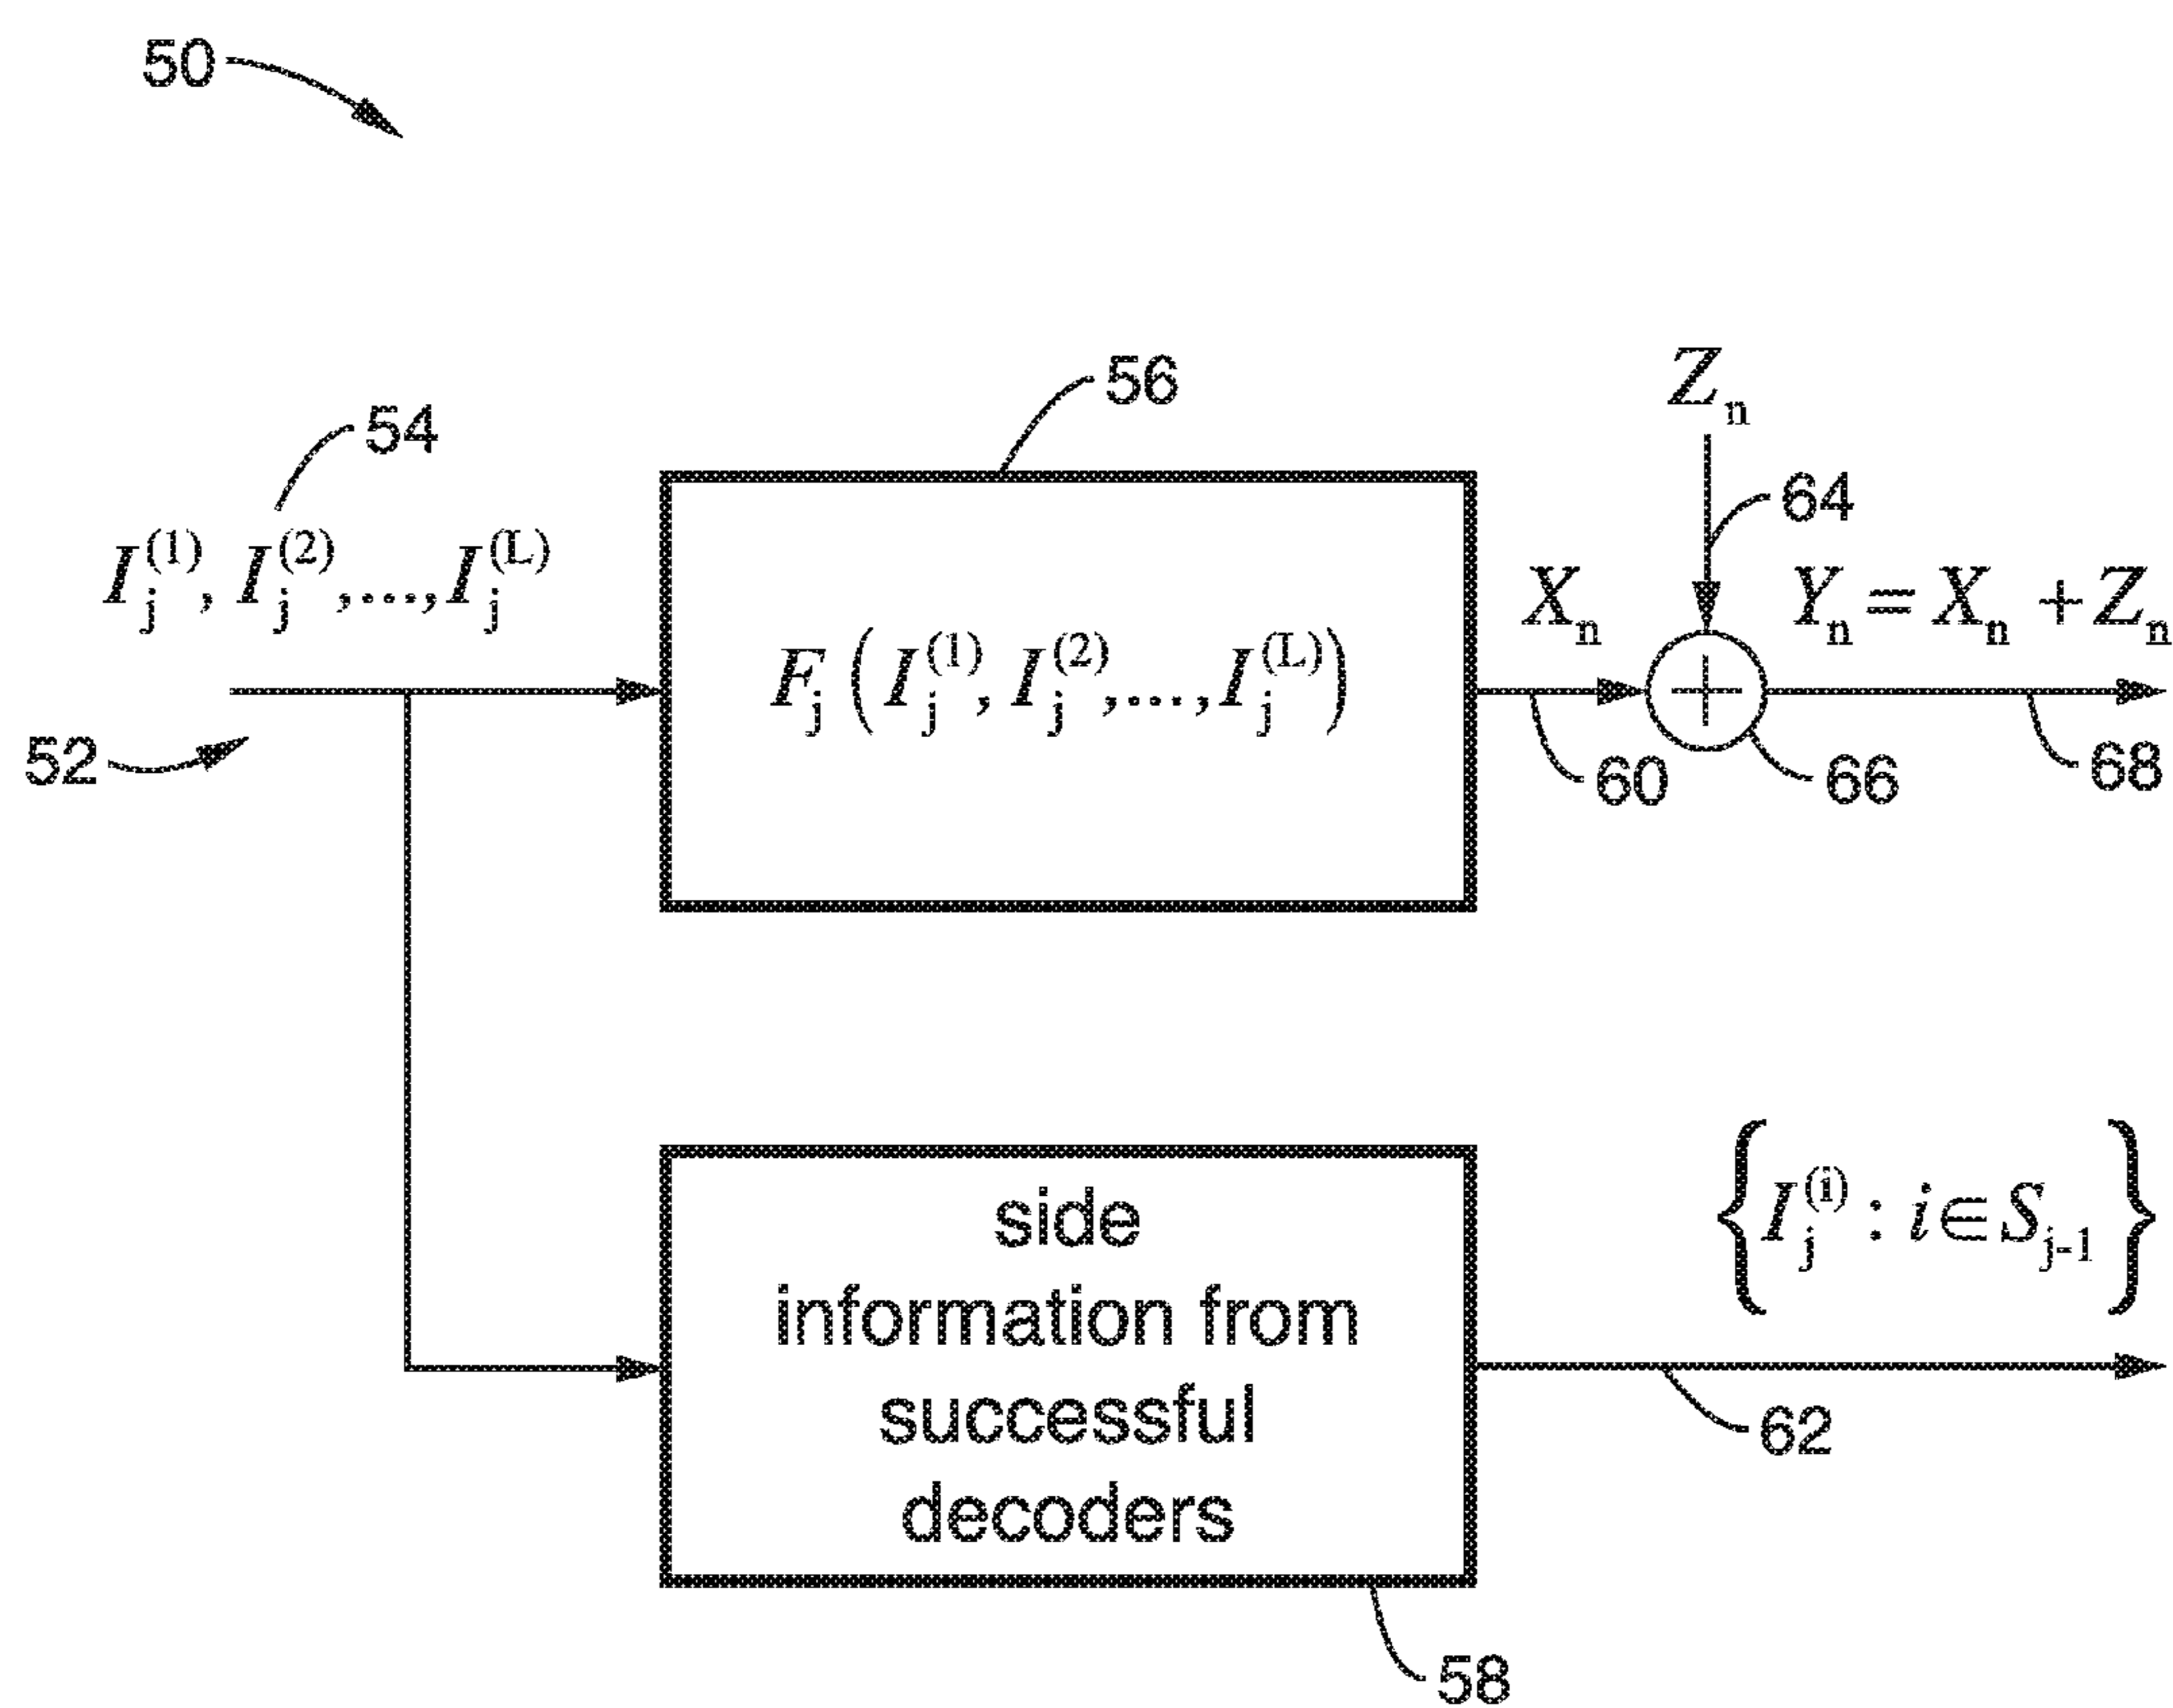 50
54
56
Z_n
64
I_j^{(1)}, I_j^{(2)},...,I_j^{(L)}
X_n
Y_n = X_n + Z_n
F_j ( I_j^{(1)}, I_j^{(2)},...,I_j^{(L)} )
52
60
66
68
side
information from
successful
decoders
{ I_j^{(i)} : i ∈ S_{j-1} }
62
58